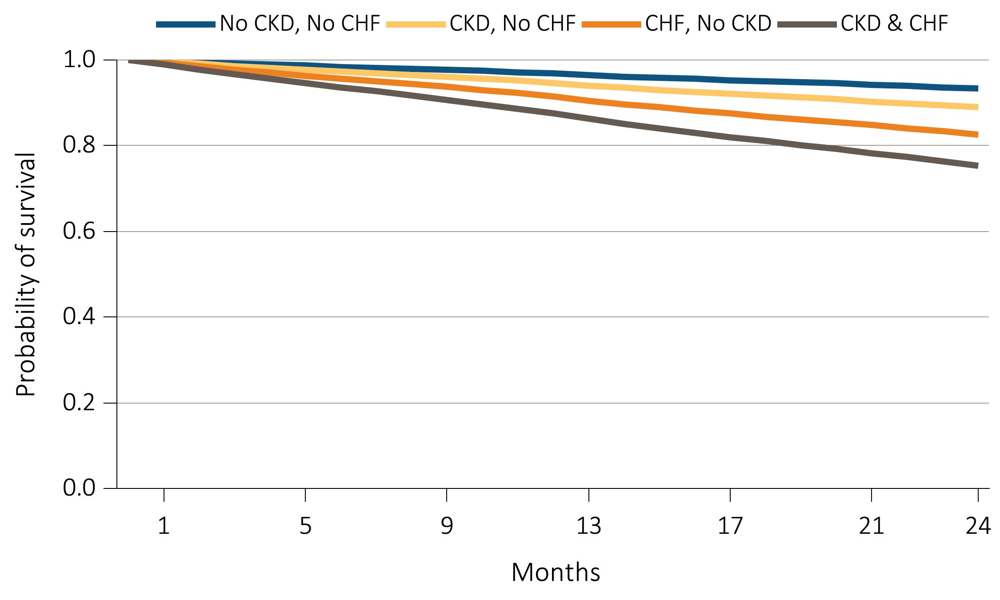 No CKD, No CHF CKD, No CHF CHF, No CKD CKD & CHF
1.0
0.8
0.6
0.4
0.2
0.0
Probability of survival
1 5 9 13 17 21 24
Months